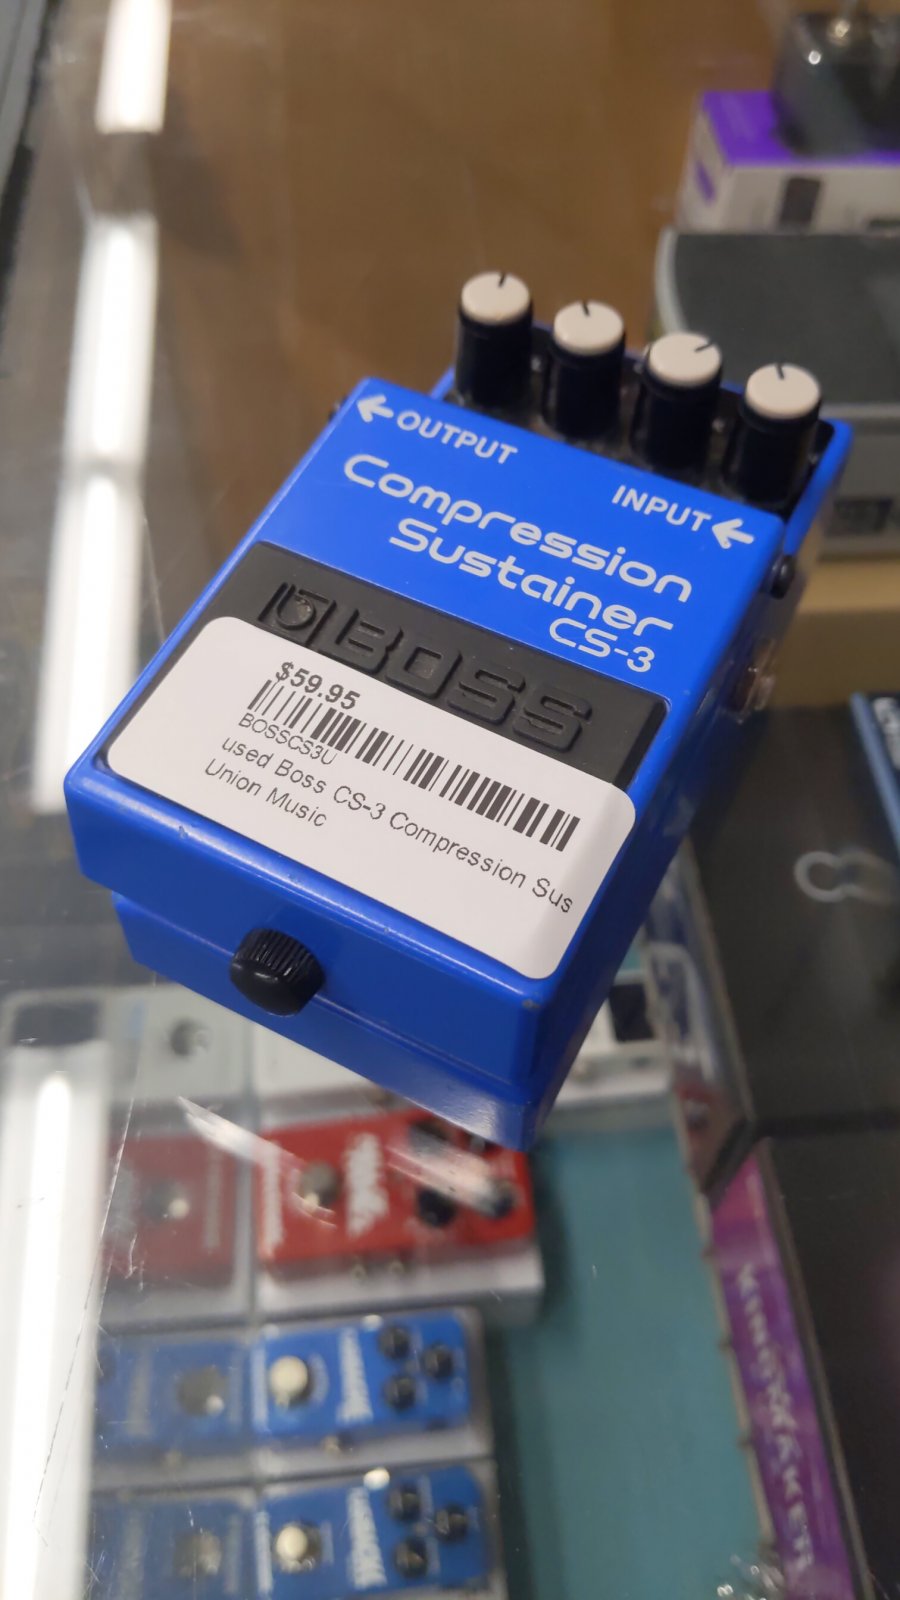 OUTPUT
INPUT
Compression
Sustainer
CS-3
BOSS
$59.95
BOSSCS3U
used Boss CS-3 Compression Sus
Union Music